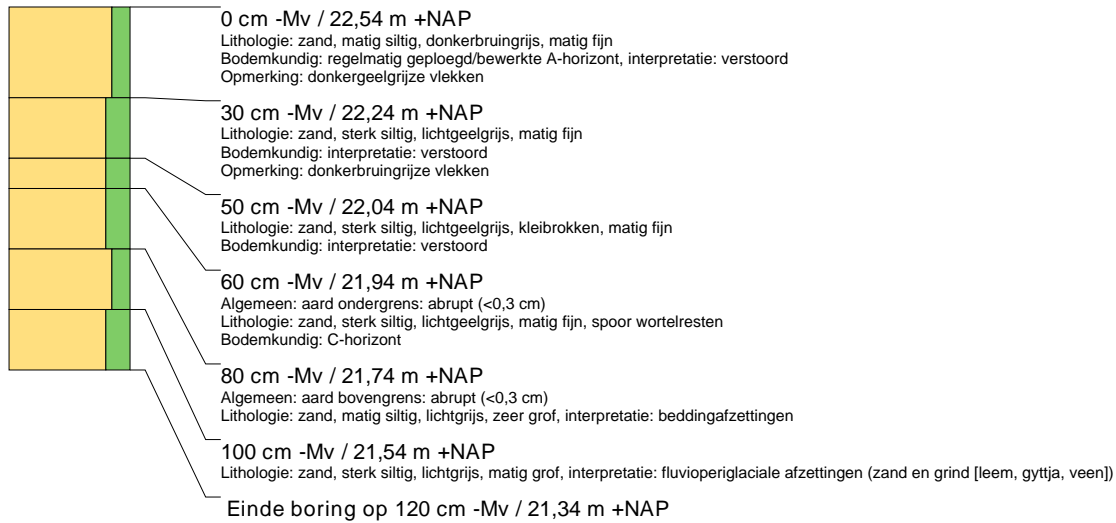 0 cm -Mv / 22,54 m +NAP
Lithologie: zand, matig siltig, donkerbruingrijs, matig fijn
Bodemkundig: regelmatig geploegd/bewerkte A-horizont, interpretatie: verstoord
Opmerking: donkergeelgrijze vlekken
30 cm -Mv / 22,24 m +NAP
Lithologie: zand, sterk siltig, lichtgeelgrijs, matig fijn
Bodemkundig: interpretatie: verstoord
Opmerking: donkerbruingrijze vlekken
50 cm -Mv / 22,04 m +NAP
Lithologie: zand, sterk siltig, lichtgeelgrijs, kleibrokken, matig fijn
Bodemkundig: interpretatie: verstoord
60 cm -Mv / 21,94 m +NAP
Algemeen: aard ondergrens: abrupt (<0,3 cm)
Lithologie: zand, sterk siltig, lichtgeelgrijs, matig fijn, spoor wortelresten
Bodemkundig: C-horizont
80 cm -Mv / 21,74 m +NAP
Algemeen: aard bovengrens: abrupt (<0,3 cm)
Lithologie: zand, matig siltig, lichtgrijs, zeer grof, interpretatie: beddingafzettingen
100 cm -Mv / 21,54 m +NAP
Lithologie: zand, sterk siltig, lichtgrijs, matig grof, interpretatie: fluvioperiglaciale afzettingen (zand en grind [leem, gyttja, veen])
Einde boring op 120 cm -Mv / 21,34 m +NAP